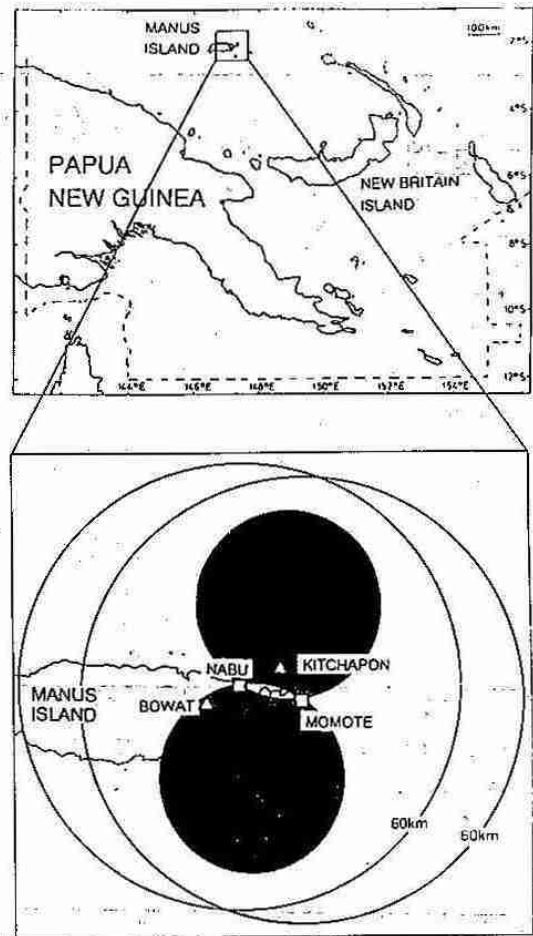 MANUS
ISLAND
100km
2°S
4°S
PAPUA
NEW GUINEA
6°S
NEW BRITAIN
ISLAND
8°S
10°S
12°S
144°E
146°E
148°E
150°E
152°E
154°E
NABU
KITCHAPON
MANUS
ISLAND
BOWAT
MOMOTE
60km
60km